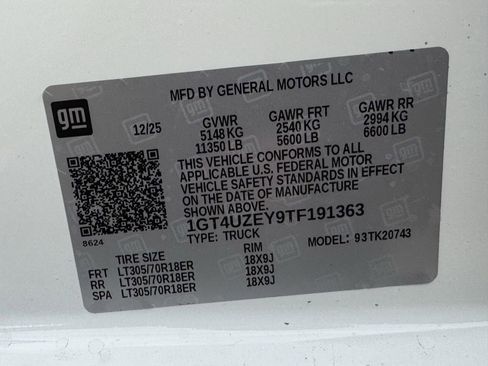 MFD BY GENERAL MOTORS LLC
gm
12/25
GVWR
5148 KG
11350 LB
GAWR FRT
2540 KG
5600 LB
GAWR RR
2994 KG
6600 LB
THIS VEHICLE CONFORMS TO ALL
APPLICABLE U.S. FEDERAL MOTOR
VEHICLE SAFETY STANDARDS IN EFFECT
ON THE DATE OF MANUFACTURE
SHOWN ABOVE.
1GT4UZEY9TF191363
8624
TYPE: TRUCK
MODEL: 93TK20743
TIRE SIZE
RIM
FRT LT305/70R18ER 18X9J
RR LT305/70R18ER 18X9J
SPA LT305/70R18ER 18X9J